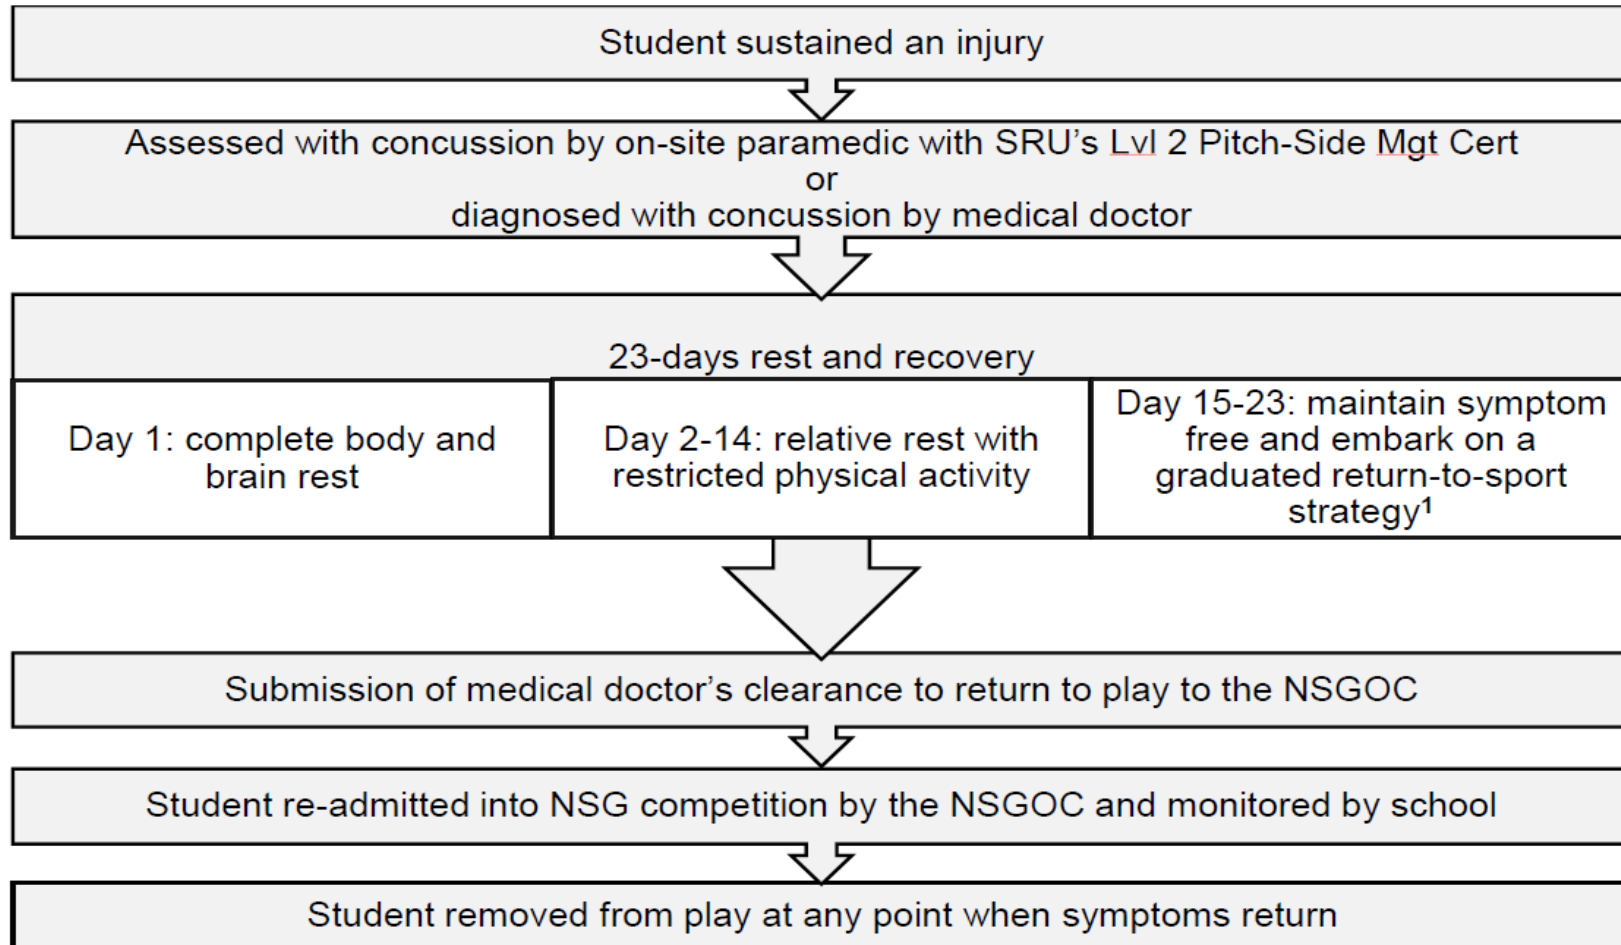 Student sustained an injury
Assessed with concussion by on-site paramedic with SRU's Lvl 2 Pitch-Side Mgt Cert
or
diagnosed with concussion by medical doctor
23-days rest and recovery
Day 1: complete body and
brain rest
Day 2-14: relative rest with
restricted physical activity
Day 15-23: maintain symptom
free and embark on a
graduated return-to-sport
strategy¹
Submission of medical doctor's clearance to return to play to the NSGOC
Student re-admitted into NSG competition by the NSGOC and monitored by school
Student removed from play at any point when symptoms return